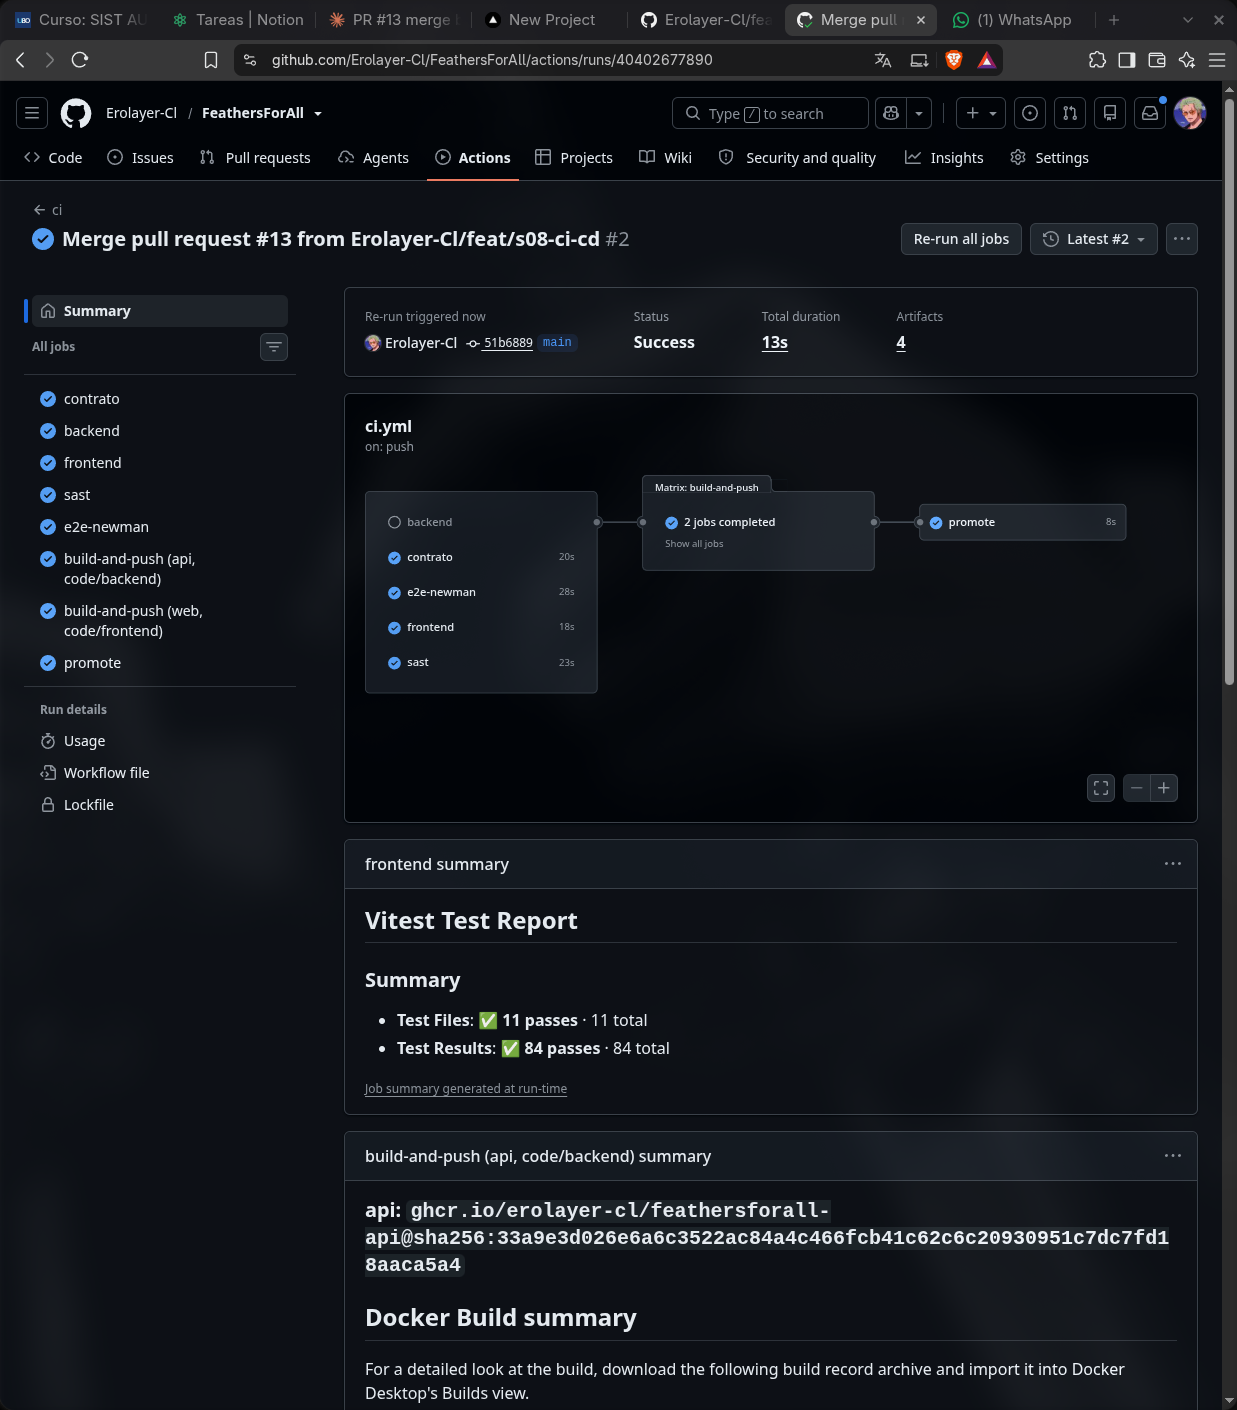 Curso: SIST AU
Tareas | Notion
PR #13 merge
New Project
Erolayer-Cl/fea
Merge pull
(1) WhatsApp
github.com/Erolayer-Cl/FeathersForAll/actions/runs/40402677890
Erolayer-Cl / FeathersForAll
Type / to search
Code
Issues
Pull requests
Agents
Actions
Projects
Wiki
Security and quality
Insights
Settings
ci
Merge pull request #13 from Erolayer-Cl/feat/s08-ci-cd #2
Re-run all jobs
Latest #2
Summary
All jobs
contrato
backend
frontend
sast
e2e-newman
build-and-push (api,
code/backend)
build-and-push (web,
code/frontend)
promote
Run details
Usage
Workflow file
Lockfile
Re-run triggered now
Erolayer-Cl 51b6889 main
Status
Success
Total duration
13s
Artifacts
4
ci.yml
on: push
backend
contrato 20s
e2e-newman 28s
frontend 18s
sast 23s
Matrix: build-and-push
2 jobs completed
Show all jobs
promote 8s
frontend summary
Vitest Test Report
Summary
• Test Files: ✅ 11 passes · 11 total
• Test Results: ✅ 84 passes · 84 total
Job summary generated at run-time
build-and-push (api, code/backend) summary
api: ghcr.io/erolayer-cl/feathersforall-
api@sha256:33a9e3d026e6a6c3522ac84a4c466fcb41c62c6c20930951c7dc7fd1
8aaca5a4
Docker Build summary
For a detailed look at the build, download the following build record archive and import it into Docker
Desktop's Builds view.